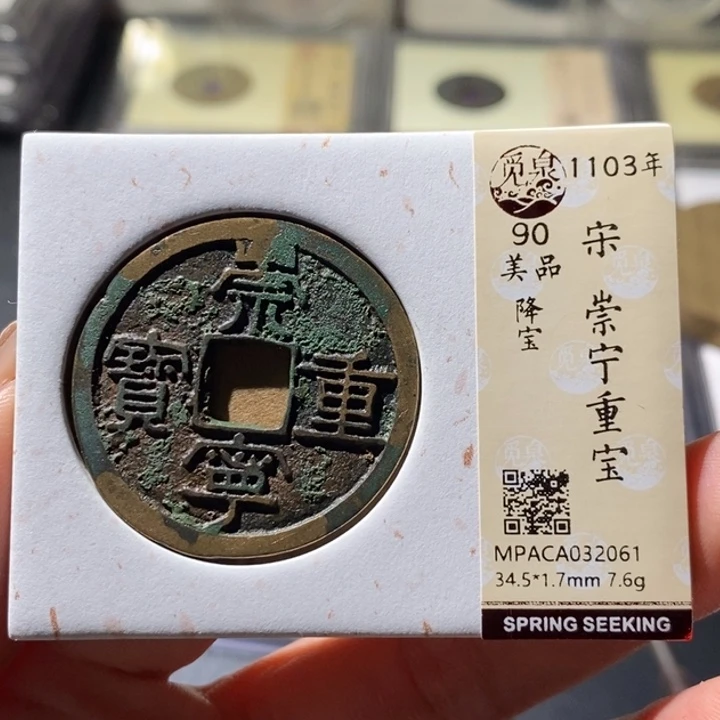 崇
重
寧
寶
觅泉
1103年
90
美品
降宝
宋 崇宁重宝
MPACA032061
34.5*1.7mm 7.6g
SPRING SEEKING